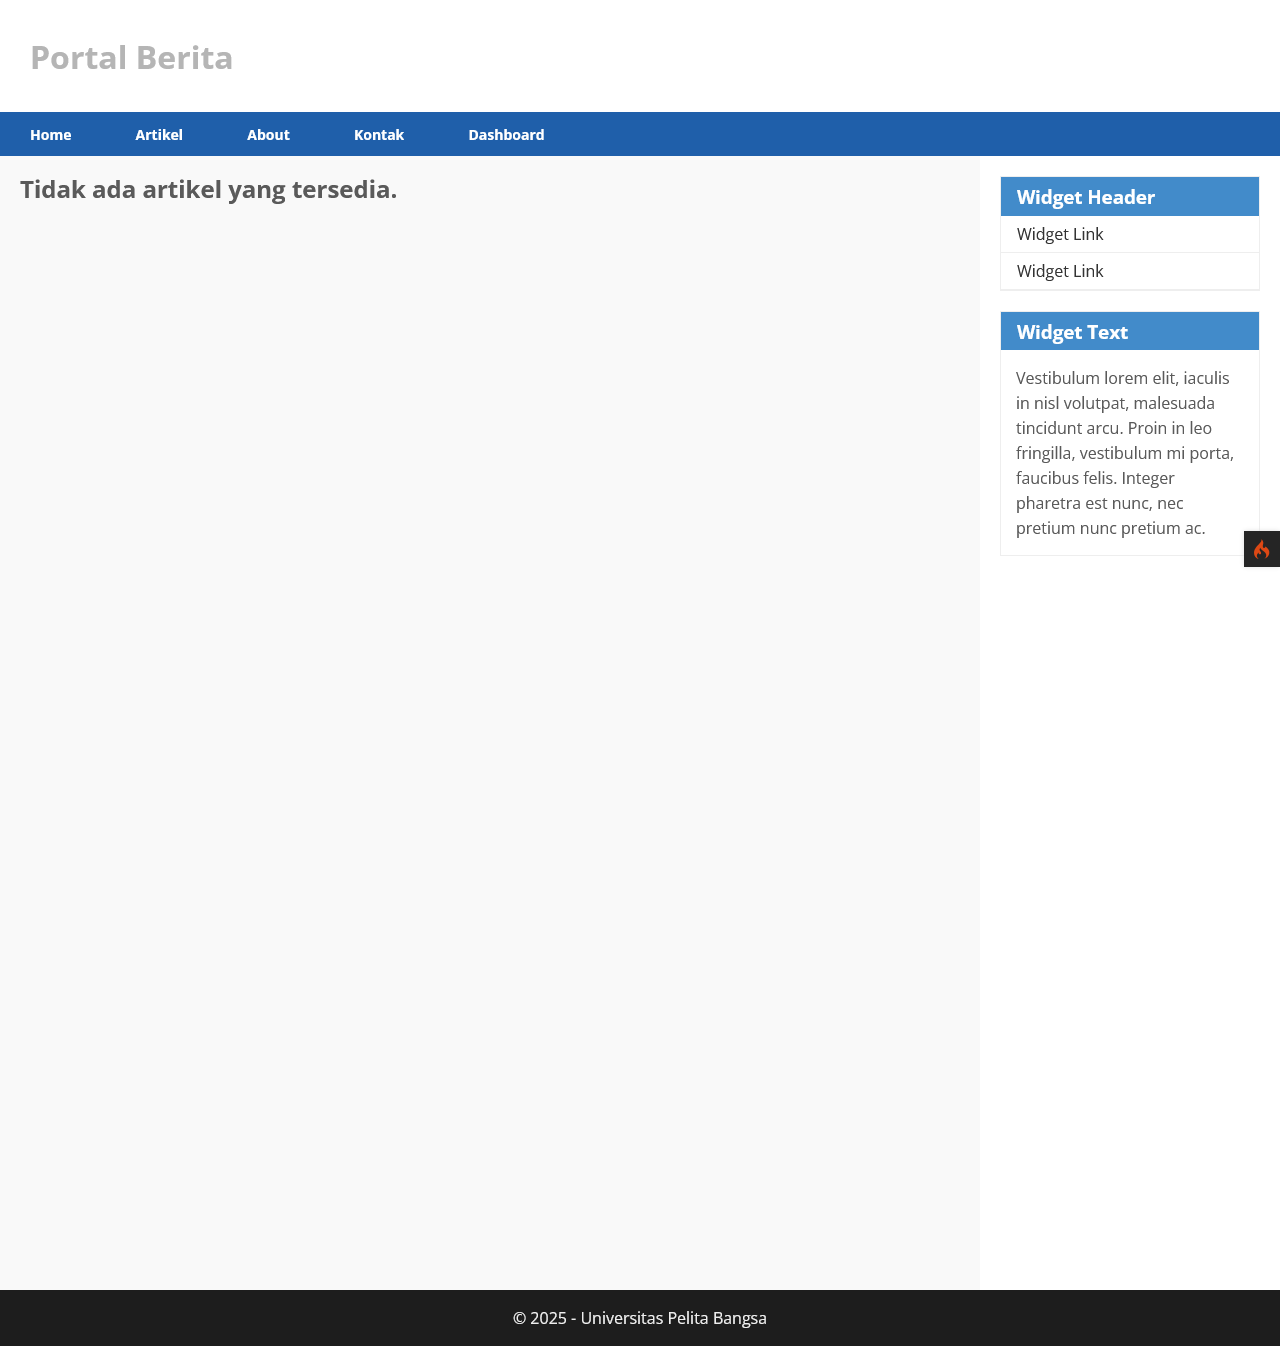 Portal Berita
Home Artikel About Kontak Dashboard
Tidak ada artikel yang tersedia.
Widget Header
Widget Link
Widget Link
Widget Text
Vestibulum lorem elit, iaculis
in nisl volutpat, malesuada
tincidunt arcu. Proin in leo
fringilla, vestibulum mi porta,
faucibus felis. Integer
pharetra est nunc, nec
pretium nunc pretium ac.
© 2025 - Universitas Pelita Bangsa